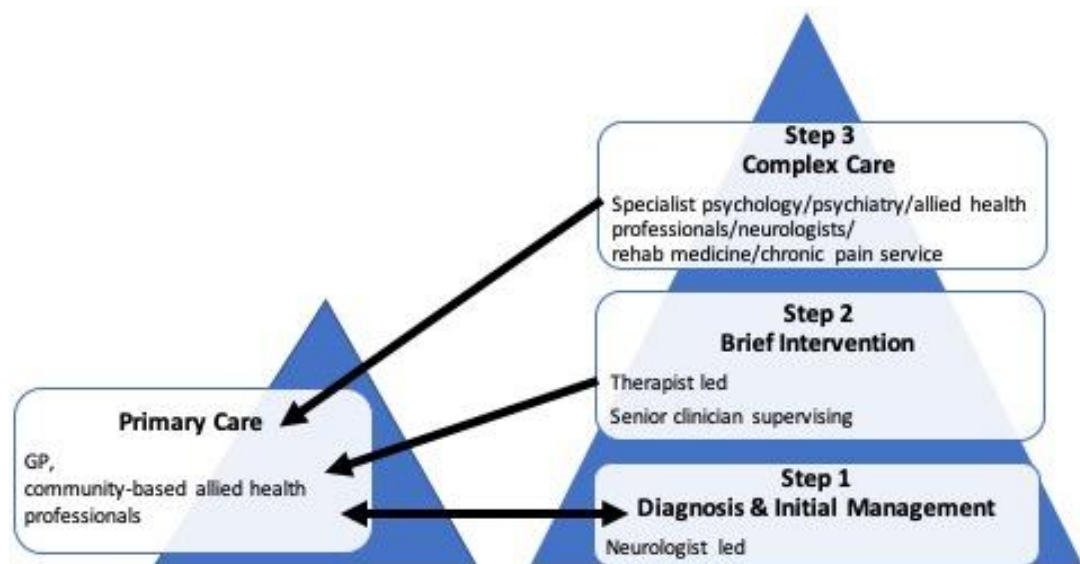 Step 3
Complex Care
Specialist psychology/psychiatry/allied health
professionals/neurologists/
rehab medicine/chronic pain service
Step 2
Brief Intervention
Therapist led
Senior clinician supervising
Primary Care
GP,
community-based allied health
professionals
Step 1
Diagnosis & Initial Management
Neurologist led